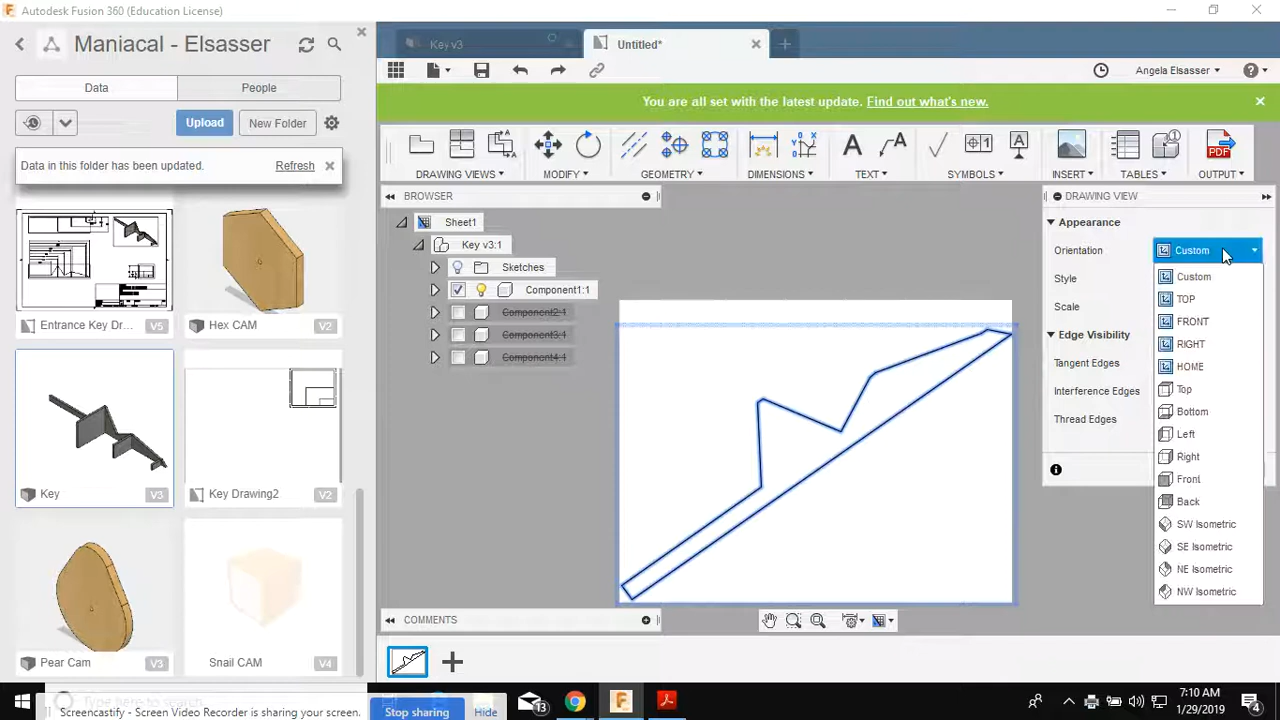 Autodesk Fusion 360 (Education License)
Maniacal - Elsasser
Data
People
Upload
New Folder
Data in this folder has been updated.
Refresh
Entrance Key Dr...
V5
Hex CAM
V2
Key
V3
Key Drawing2
V2
Pear Cam
V3
Snail CAM
V4
Key v3
Untitled*
Angela Elsasser
You are all set with the latest update. Find out what's new.
DRAWING VIEWS
MODIFY
GEOMETRY
DIMENSIONS
TEXT
SYMBOLS
INSERT
TABLES
OUTPUT
BROWSER
Sheet1
Key v3:1
Sketches
Component1:1
Component2:1
Component3:1
Component4:1
DRAWING VIEW
Appearance
Orientation
Custom
Style
Scale
Edge Visibility
Tangent Edges
Interference Edges
Thread Edges
Custom
TOP
FRONT
RIGHT
HOME
Top
Bottom
Left
Right
Front
Back
SW Isometric
SE Isometric
NE Isometric
NW Isometric
COMMENTS
Type here to search
Screencastify - Screen Video Recorder is sharing your screen.
Stop sharing
Hide
13
7:10 AM
1/29/2019
4